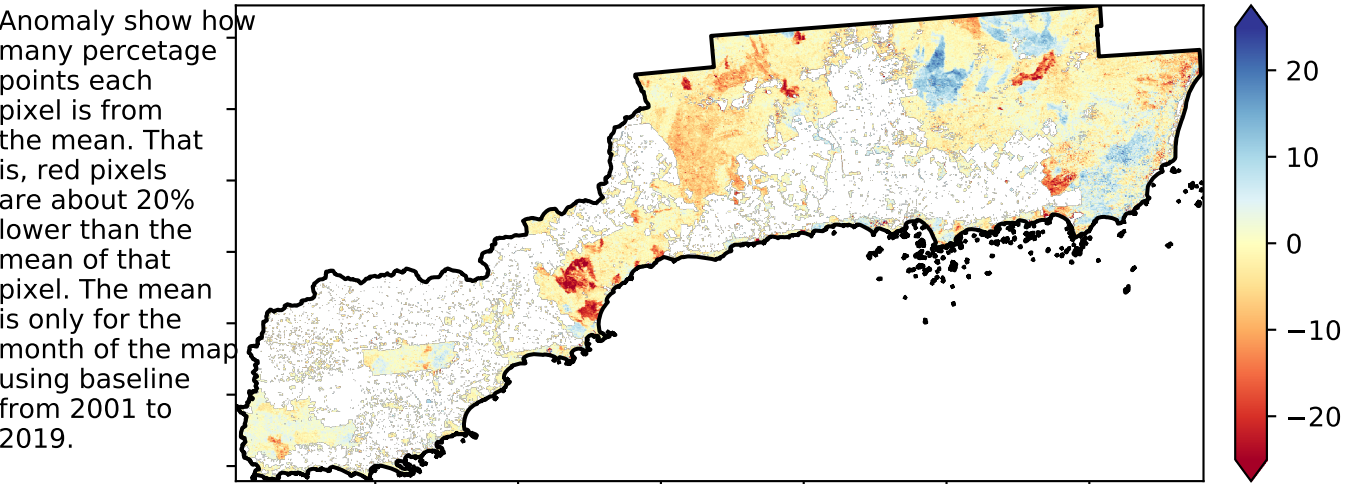 Anomaly show how
many percetage
points each
pixel is from
the mean. That
is, red pixels
are about 20%
lower than the
mean of that
pixel. The mean
is only for the
month of the map
using baseline
from 2001 to
2019.
20
10
0
−10
−20